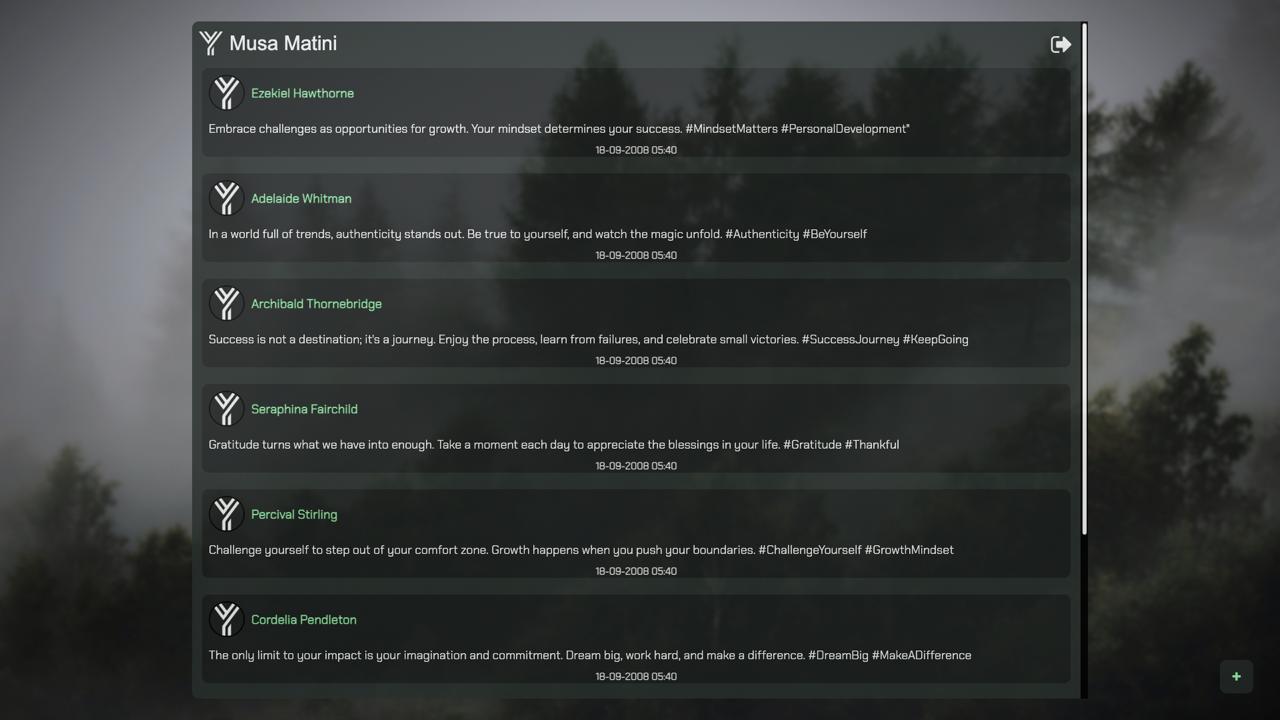 Musa Matini
Ezekiel Hawthorne
Embrace challenges as opportunities for growth. Your mindset determines your success. #MindsetMatters #PersonalDevelopment"
18-09-2008 05:40
Adelaide Whitman
In a world full of trends, authenticity stands out. Be true to yourself, and watch the magic unfold. #Authenticity #BeYourself
18-09-2008 05:40
Archibald Thornebridge
Success is not a destination; it's a journey. Enjoy the process, learn from failures, and celebrate small victories. #SuccessJourney #KeepGoing
18-09-2008 05:40
Seraphina Fairchild
Gratitude turns what we have into enough. Take a moment each day to appreciate the blessings in your life. #Gratitude #Thankful
18-09-2008 05:40
Percival Stirling
Challenge yourself to step out of your comfort zone. Growth happens when you push your boundaries. #ChallengeYourself #GrowthMindset
18-09-2008 05:40
Cordelia Pendleton
The only limit to your impact is your imagination and commitment. Dream big, work hard, and make a difference. #DreamBig #MakeADifference
18-09-2008 05:40
+